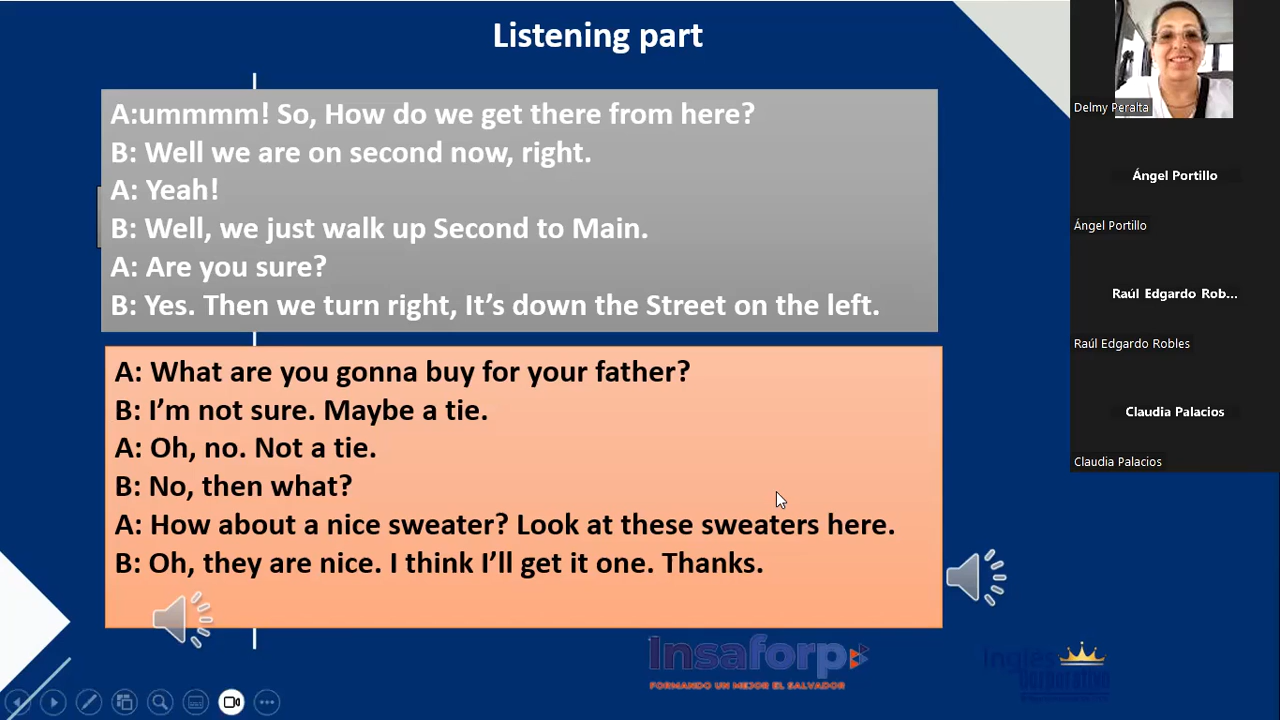 Listening part
A:ummmm! So, How do we get there from here?
B: Well we are on second now, right.
A: Yeah!
B: Well, we just walk up Second to Main.
A: Are you sure?
B: Yes. Then we turn right, It’s down the Street on the left.
A: What are you gonna buy for your father?
B: I’m not sure. Maybe a tie.
A: Oh, no. Not a tie.
B: No, then what?
A: How about a nice sweater? Look at these sweaters here.
B: Oh, they are nice. I think I’ll get it one. Thanks.
Insaforp
FORMANDO UN MEJOR EL SALVADOR
Inglés
Corporativo
Delmy Peralta
Ángel Portillo
Ángel Portillo
Raúl Edgardo Rob...
Raúl Edgardo Robles
Claudia Palacios
Claudia Palacios